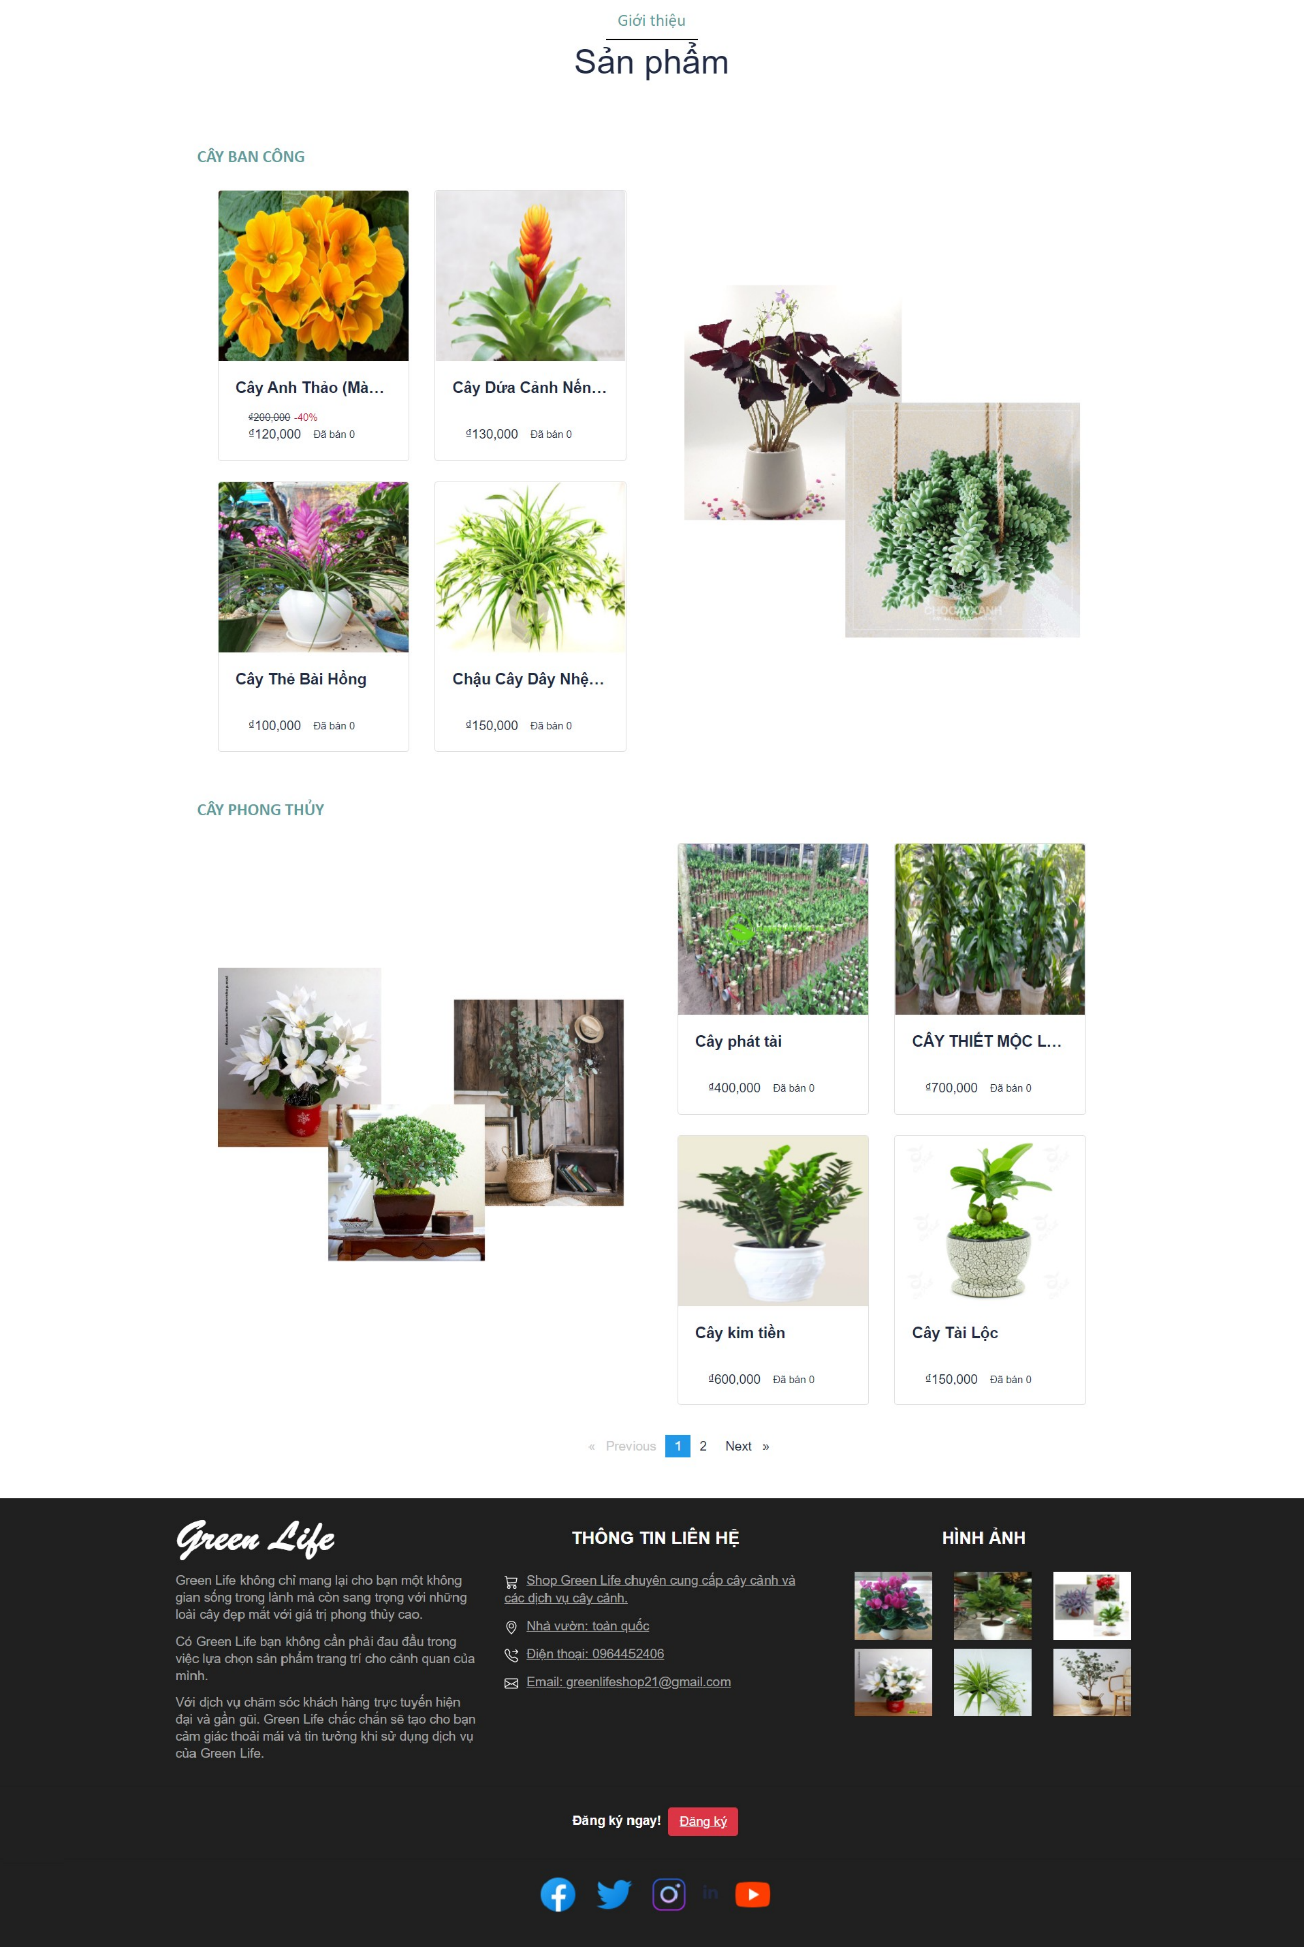 Giới thiệu
Sản phẩm
CÂY BAN CÔNG
Cây Anh Thảo (Mà...
₫200,000 -40%
₫120,000 Đã bán 0
Cây Dứa Cảnh Nến...
₫130,000 Đã bán 0
Cây Thẻ Bài Hồng
₫100,000 Đã bán 0
Chậu Cây Dây Nhệ...
₫150,000 Đã bán 0
CHOCAYXANH
CÂY PHONG THỦY
Cây phát tài
₫400,000 Đã bán 0
CÂY THIẾT MỘC L...
₫700,000 Đã bán 0
Cây kim tiền
₫600,000 Đã bán 0
Cây Tài Lộc
₫150,000 Đã bán 0
« Previous 1 2 Next »
Green Life
Green Life không chỉ mang lại cho bạn một không
gian sống trong lành mà còn sang trọng với những
loài cây đẹp mắt với giá trị phong thủy cao.
Có Green Life bạn không cần phải đau đầu trong
việc lựa chọn sản phẩm trang trí cho cảnh quan của
mình.
Với dịch vụ chăm sóc khách hàng trực tuyến hiện
đại và gần gũi. Green Life chắc chắn sẽ tạo cho bạn
cảm giác thoải mái và tin tưởng khi sử dụng dịch vụ
của Green Life.
THÔNG TIN LIÊN HỆ
Shop Green Life chuyên cung cấp cây cảnh và
các dịch vụ cây cảnh.
Nhà vườn: toàn quốc
Điện thoại: 0964452406
Email: greenlifeshop21@gmail.com
HÌNH ẢNH
Đăng ký ngay! Đăng ký
in